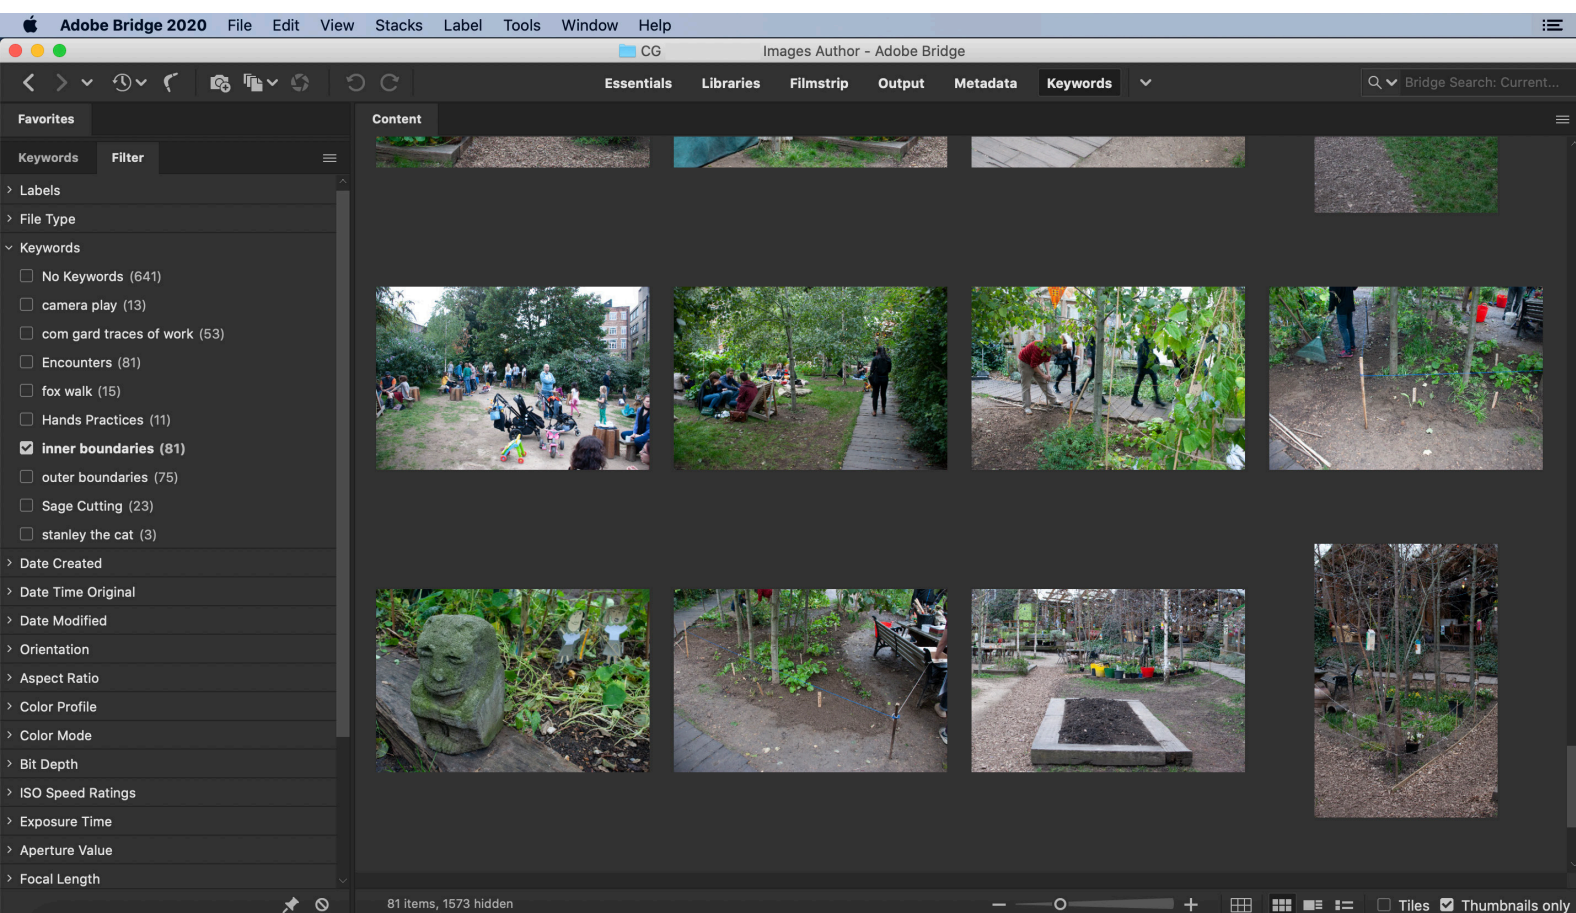 Adobe Bridge 2020 File Edit View Stacks Label Tools Window Help
CG Images Author - Adobe Bridge
Essentials Libraries Filmstrip Output Metadata Keywords
Bridge Search: Current...
Favorites
Content
Keywords Filter
Labels
File Type
Keywords
No Keywords (641)
camera play (13)
com gard traces of work (53)
Encounters (81)
fox walk (15)
Hands Practices (11)
inner boundaries (81)
outer boundaries (75)
Sage Cutting (23)
stanley the cat (3)
Date Created
Date Time Original
Date Modified
Orientation
Aspect Ratio
Color Profile
Color Mode
Bit Depth
ISO Speed Ratings
Exposure Time
Aperture Value
Focal Length
81 items, 1573 hidden
Tiles Thumbnails only